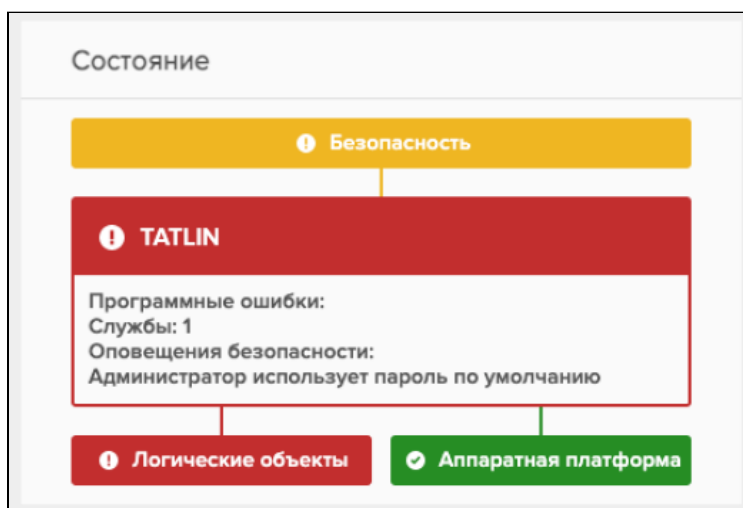 Состояние
Безопасность
TATLIN
Программные ошибки:
Службы: 1
Оповещения безопасности:
Администратор использует пароль по умолчанию
Логические объекты
Аппаратная платформа